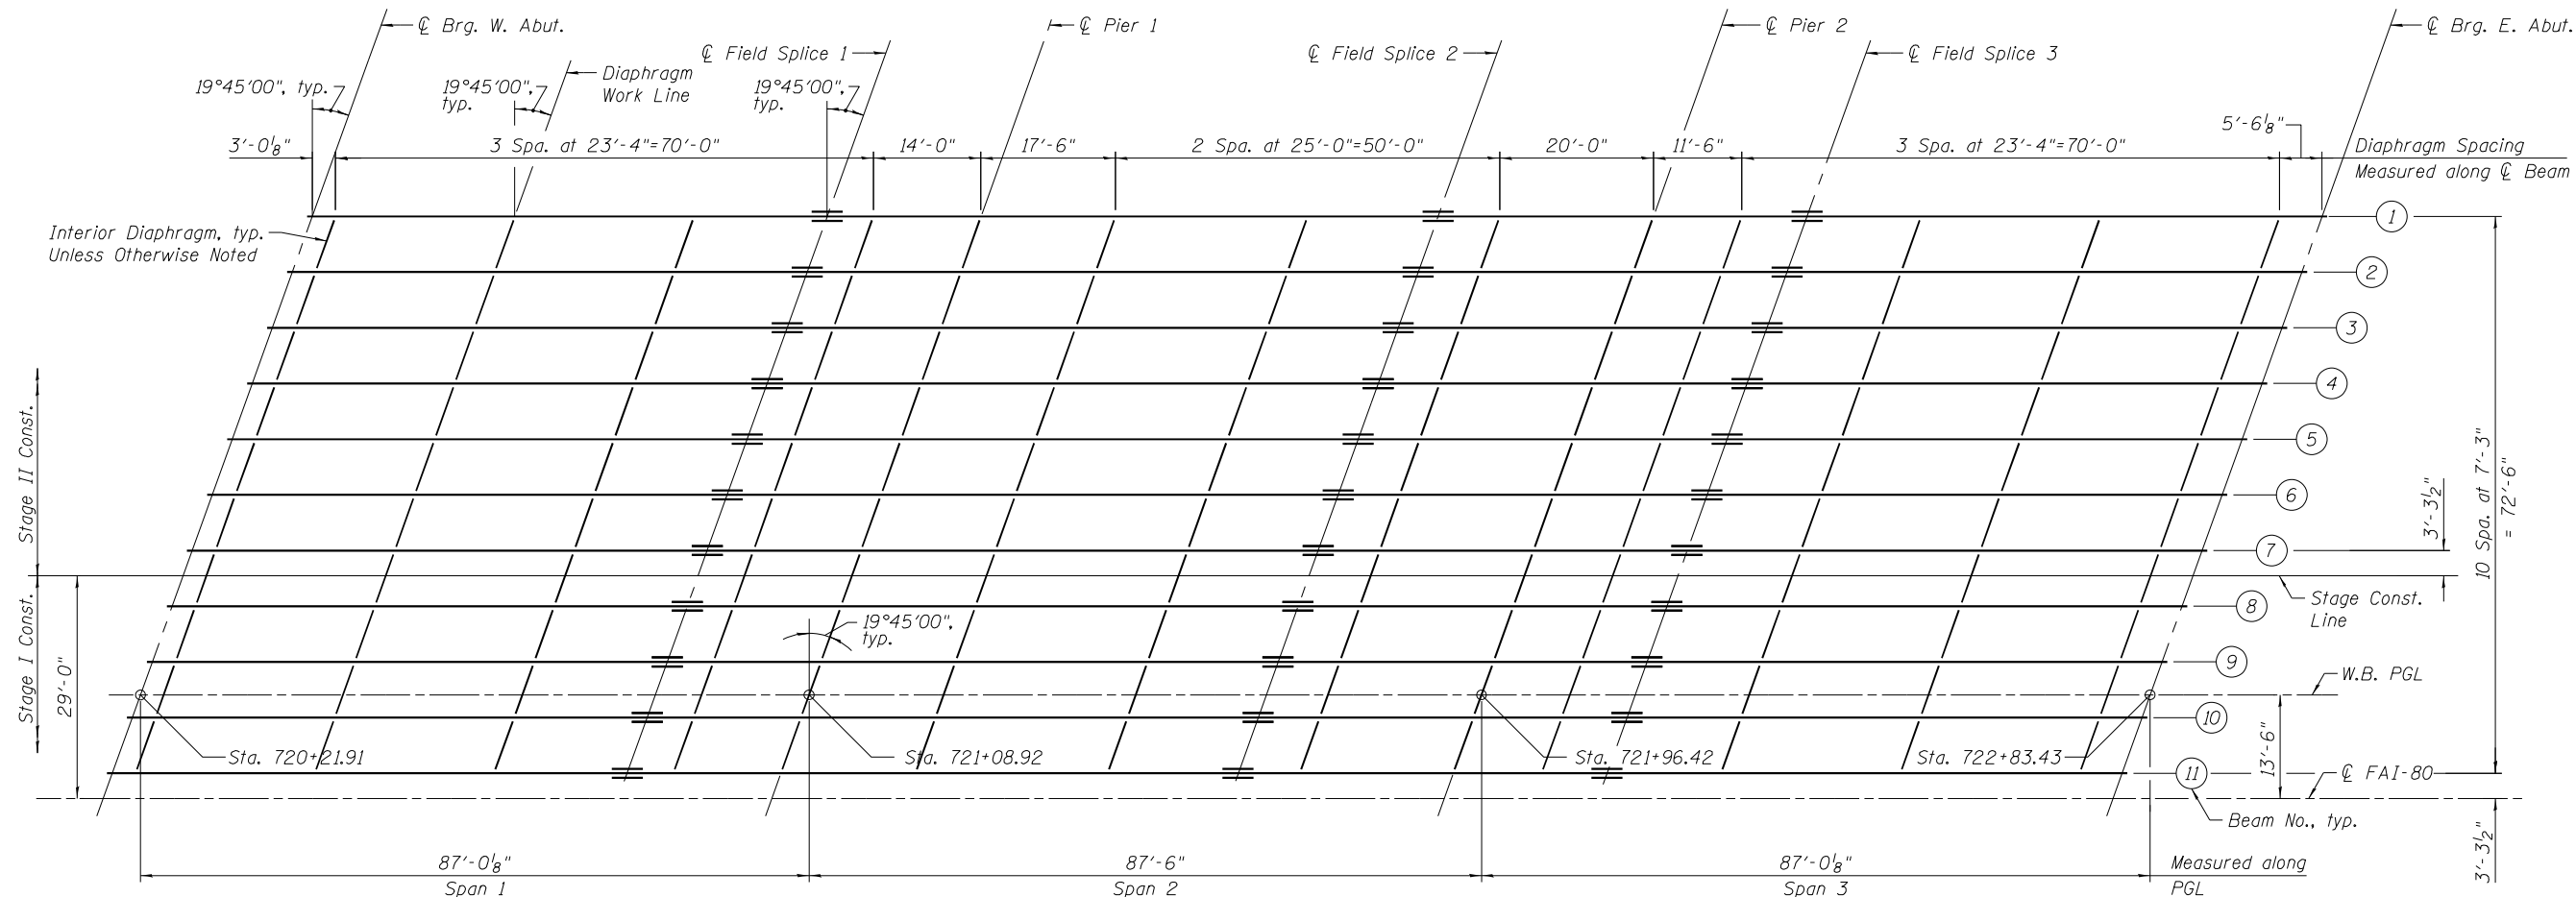 ℄ Brg. W. Abut.
℄ Pier 1
℄ Pier 2
℄ Brg. E. Abut.
℄ Field Splice 1
℄ Field Splice 2
℄ Field Splice 3
Diaphragm
Work Line
19°45'00", typ.
19°45'00",
typ.
19°45'00",
typ.
3'-0⅛"
3 Spa. at 23'-4"=70'-0"
14'-0"
17'-6"
2 Spa. at 25'-0"=50'-0"
20'-0"
11'-6"
3 Spa. at 23'-4"=70'-0"
5'-6⅛"
Diaphragm Spacing
Measured along ℄ Beam
Interior Diaphragm, typ.
Unless Otherwise Noted
1
2
3
4
5
6
7
8
9
10
11
Stage II Const.
Stage I Const.
29'-0"
19°45'00",
typ.
3'-3½"
10 Spa. at 7'-3"
= 72'-6"
Stage Const.
Line
W.B. PGL
13'-6"
℄ FAI-80
Sta. 720+21.91
Sta. 721+08.92
Sta. 721+96.42
Sta. 722+83.43
Beam No., typ.
3'-3½"
87'-0⅛"
Span 1
87'-6"
Span 2
87'-0⅛"
Span 3
Measured along
PGL